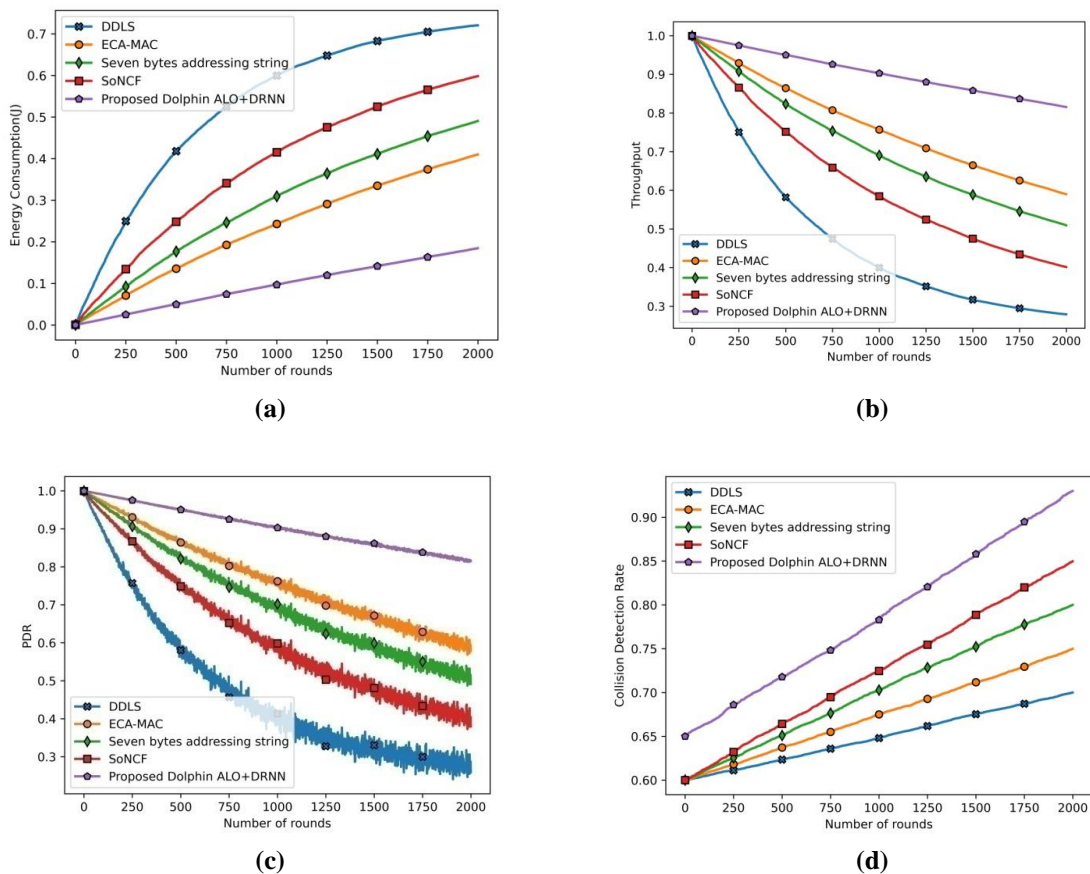 DDLS
ECA-MAC
Seven bytes addressing string
SoNCF
Proposed Dolphin ALO+DRNN
Energy Consumption(J)
0.7
0.6
0.5
0.4
0.3
0.2
0.1
0.0
0 250 500 750 1000 1250 1500 1750 2000
Number of rounds
(a)
Throughput
1.0
0.9
0.8
0.7
0.6
0.5
0.4
0.3
DDLS
ECA-MAC
Seven bytes addressing string
SoNCF
Proposed Dolphin ALO+DRNN
0 250 500 750 1000 1250 1500 1750 2000
Number of rounds
(b)
PDR
1.0
0.9
0.8
0.7
0.6
0.5
0.4
0.3
DDLS
ECA-MAC
Seven bytes addressing string
SoNCF
Proposed Dolphin ALO+DRNN
0 250 500 750 1000 1250 1500 1750 2000
Number of rounds
(c)
DDLS
ECA-MAC
Seven bytes addressing string
SoNCF
Proposed Dolphin ALO+DRNN
Collision Detection Rate
0.90
0.85
0.80
0.75
0.70
0.65
0.60
0 250 500 750 1000 1250 1500 1750 2000
Number of rounds
(d)